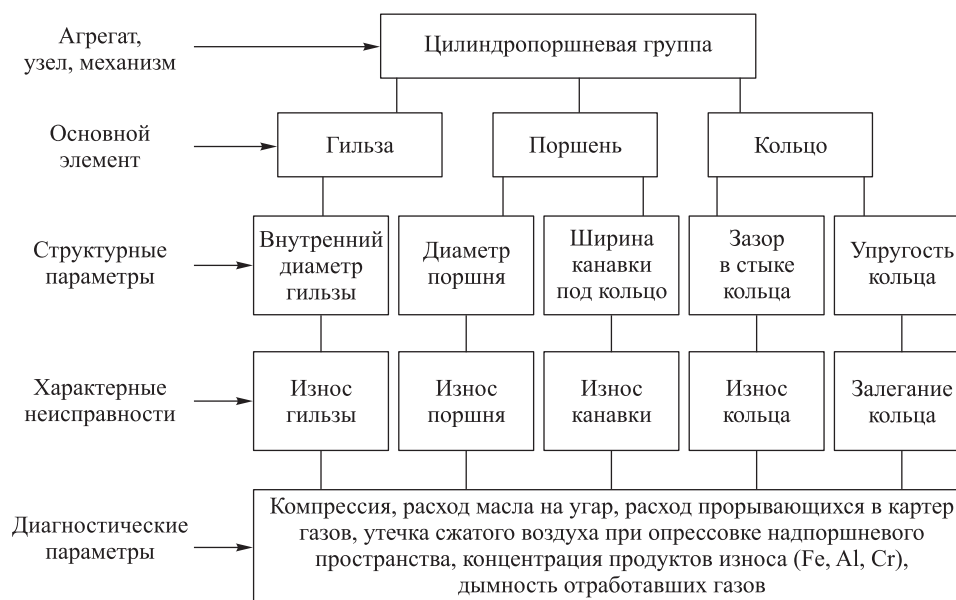 Агрегат,
узел, механизм
Цилиндропоршневая группа
Основной
элемент
Гильза
Поршень
Кольцо
Структурные
параметры
Внутренний
диаметр
гильзы
Диаметр
поршня
Ширина
канавки
под кольцо
Зазор
в стыке
кольца
Упругость
кольца
Характерные
неисправности
Износ
гильзы
Износ
поршня
Износ
канавки
Износ
кольца
Залегание
кольца
Диагностические
параметры
Компрессия, расход масла на угар, расход прорывающихся в картер
газов, утечка сжатого воздуха при опрессовке надпоршневого
пространства, концентрация продуктов износа (Fe, Al, Cr),
дымность отработавших газов